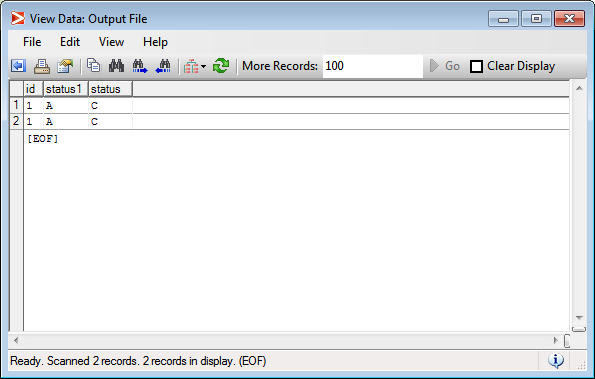 View Data: Output File
File Edit View Help
More Records: 100 Go Clear Display
id status1 status
1 1 A C
2 1 A C
[EOF]
Ready. Scanned 2 records. 2 records in display. (EOF)